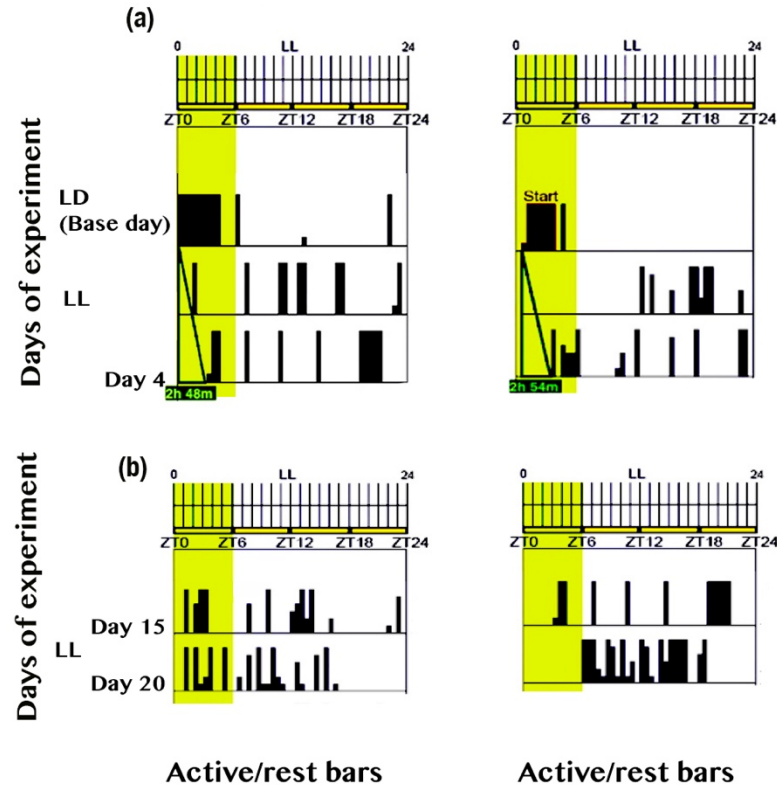 (a)
0 LL 24
0 LL 24
ZT0 ZT6 ZT12 ZT18 ZT24
ZT0 ZT6 ZT12 ZT18 ZT24
Days of experiment
LD
(Base day)
Start
LL
Day 4
2h 48m
2h 54m
(b)
0 LL 24
0 LL 24
ZT0 ZT6 ZT12 ZT18 ZT24
ZT0 ZT6 ZT12 ZT18 ZT24
Days of experiment
Day 15
LL
Day 20
Active/rest bars
Active/rest bars